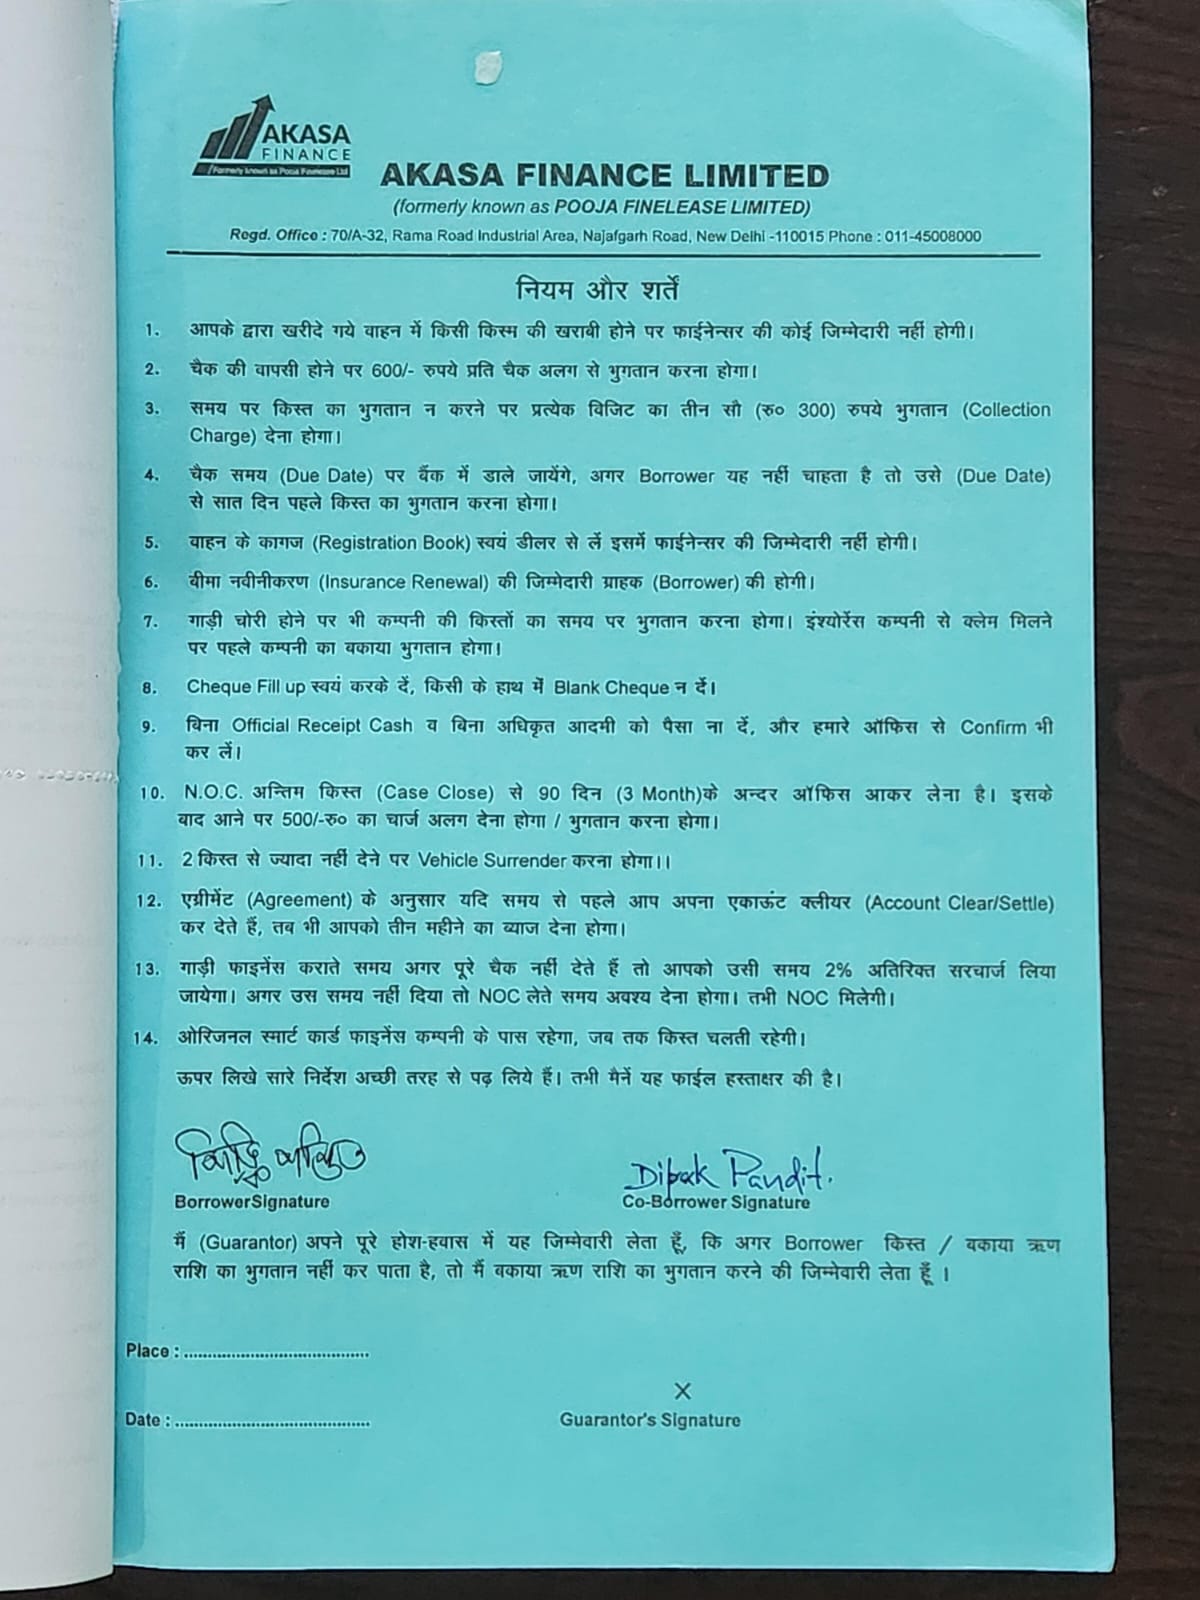 AKASA
FINANCE
Formerly known as Pooja Finelease Ltd
AKASA FINANCE LIMITED
(formerly known as POOJA FINELEASE LIMITED)
Regd. Office : 70/A-32, Rama Road Industrial Area, Najafgarh Road, New Delhi -110015 Phone : 011-45008000
नियम और शर्तें
1. आपके द्वारा खरीदे गये वाहन में किसी किस्म की खराबी होने पर फाईनेन्सर की कोई जिम्मेदारी नहीं होगी।
2. चैक की वापसी होने पर 600/- रुपये प्रति चैक अलग से भुगतान करना होगा।
3. समय पर किस्त का भुगतान न करने पर प्रत्येक विजिट का तीन सौ (रु० 300) रुपये भुगतान (Collection
Charge) देना होगा।
4. चैक समय (Due Date) पर बैंक में डाले जायेंगे, अगर Borrower यह नहीं चाहता है तो उसे (Due Date)
से सात दिन पहले किस्त का भुगतान करना होगा।
5. वाहन के कागज (Registration Book) स्वयं डीलर से लें इसमें फाईनेन्सर की जिम्मेदारी नहीं होगी।
6. बीमा नवीनीकरण (Insurance Renewal) की जिम्मेदारी ग्राहक (Borrower) की होगी।
7. गाड़ी चोरी होने पर भी कम्पनी की किस्तों का समय पर भुगतान करना होगा। इंश्योरेंस कम्पनी से क्लेम मिलने
पर पहले कम्पनी का बकाया भुगतान होगा।
8. Cheque Fill up स्वयं करके दें, किसी के हाथ में Blank Cheque न दें।
9. बिना Official Receipt Cash व बिना अधिकृत आदमी को पैसा ना दें, और हमारे ऑफिस से Confirm भी
कर लें।
10. N.O.C. अन्तिम किस्त (Case Close) से 90 दिन (3 Month)के अन्दर ऑफिस आकर लेना है। इसके
बाद आने पर 500/-रु० का चार्ज अलग देना होगा / भुगतान करना होगा।
11. 2 किस्त से ज्यादा नहीं देने पर Vehicle Surrender करना होगा।।
12. एग्रीमेंट (Agreement) के अनुसार यदि समय से पहले आप अपना एकाऊंट क्लीयर (Account Clear/Settle)
कर देते हैं, तब भी आपको तीन महीने का ब्याज देना होगा।
13. गाड़ी फाइनेंस कराते समय अगर पूरे चैक नहीं देते हैं तो आपको उसी समय 2% अतिरिक्त सरचार्ज लिया
जायेगा। अगर उस समय नहीं दिया तो NOC लेते समय अवश्य देना होगा। तभी NOC मिलेगी।
14. ओरिजनल स्मार्ट कार्ड फाइनेंस कम्पनी के पास रहेगा, जब तक किस्त चलती रहेगी।
ऊपर लिखे सारे निर्देश अच्छी तरह से पढ़ लिये हैं। तभी मैनें यह फाईल हस्ताक्षर की है।
Dipak Pandit.
BorrowerSignature Co-Borrower Signature
मैं (Guarantor) अपने पूरे होश-हवास में यह जिम्मेवारी लेता हूँ, कि अगर Borrower किस्त / बकाया ऋण
राशि का भुगतान नहीं कर पाता है, तो मैं बकाया ऋण राशि का भुगतान करने की जिम्मेवारी लेता हूँ ।
Place : ......................................
X
Date : ........................................ Guarantor's Signature